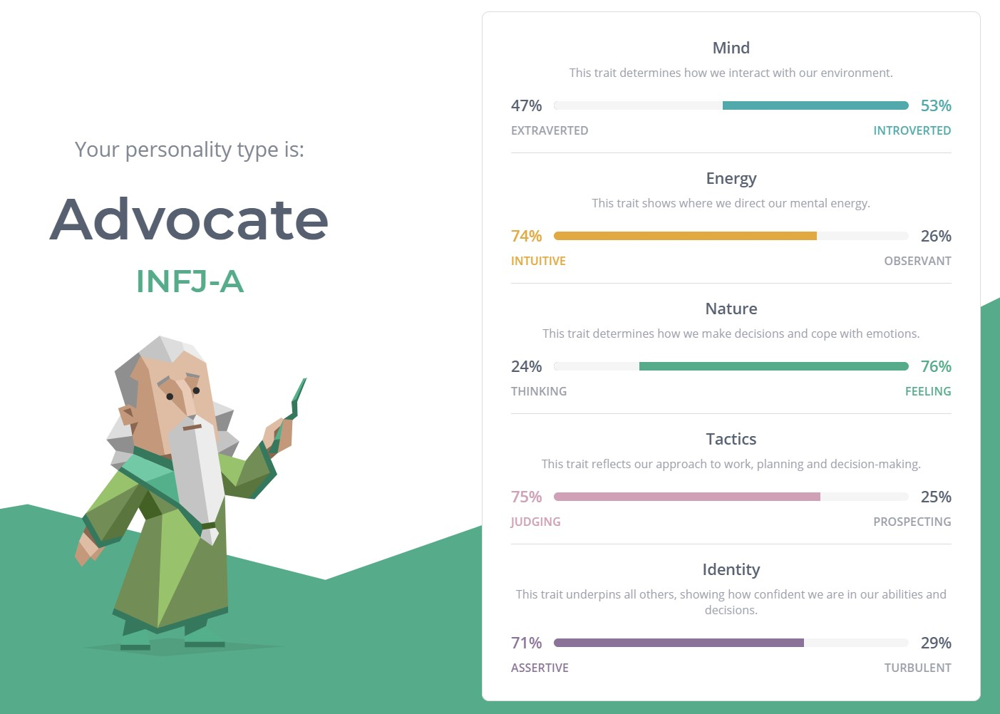 Your personality type is:
Advocate
INFJ-A
Mind
This trait determines how we interact with our environment.
47% 53%
EXTRAVERTED INTROVERTED
Energy
This trait shows where we direct our mental energy.
74% 26%
INTUITIVE OBSERVANT
Nature
This trait determines how we make decisions and cope with emotions.
24% 76%
THINKING FEELING
Tactics
This trait reflects our approach to work, planning and decision-making.
75% 25%
JUDGING PROSPECTING
Identity
This trait underpins all others, showing how confident we are in our abilities and
decisions.
71% 29%
ASSERTIVE TURBULENT